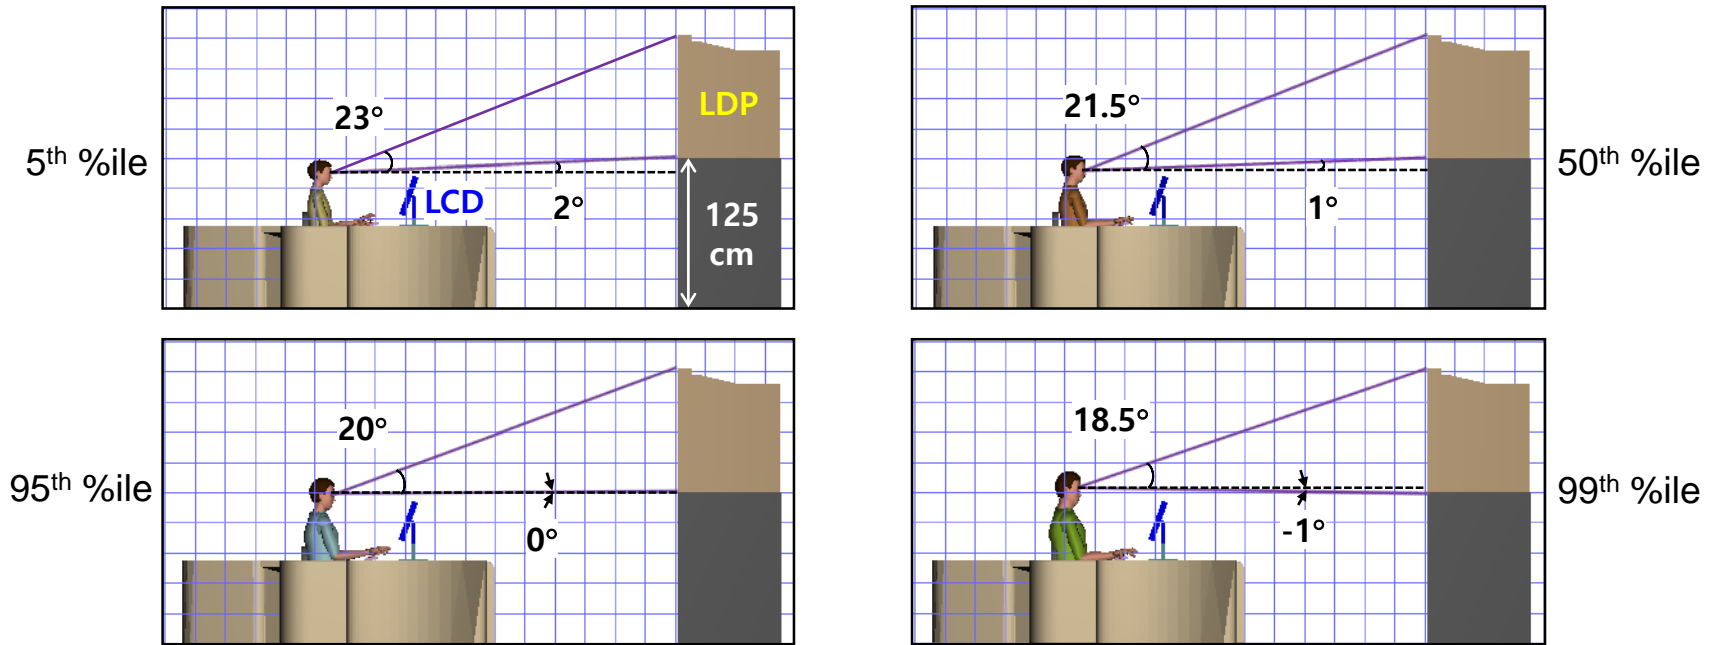 5th %ile
23°
LDP
LCD
2°
125
cm
21.5°
1°
50th %ile
95th %ile
20°
0°
18.5°
-1°
99th %ile